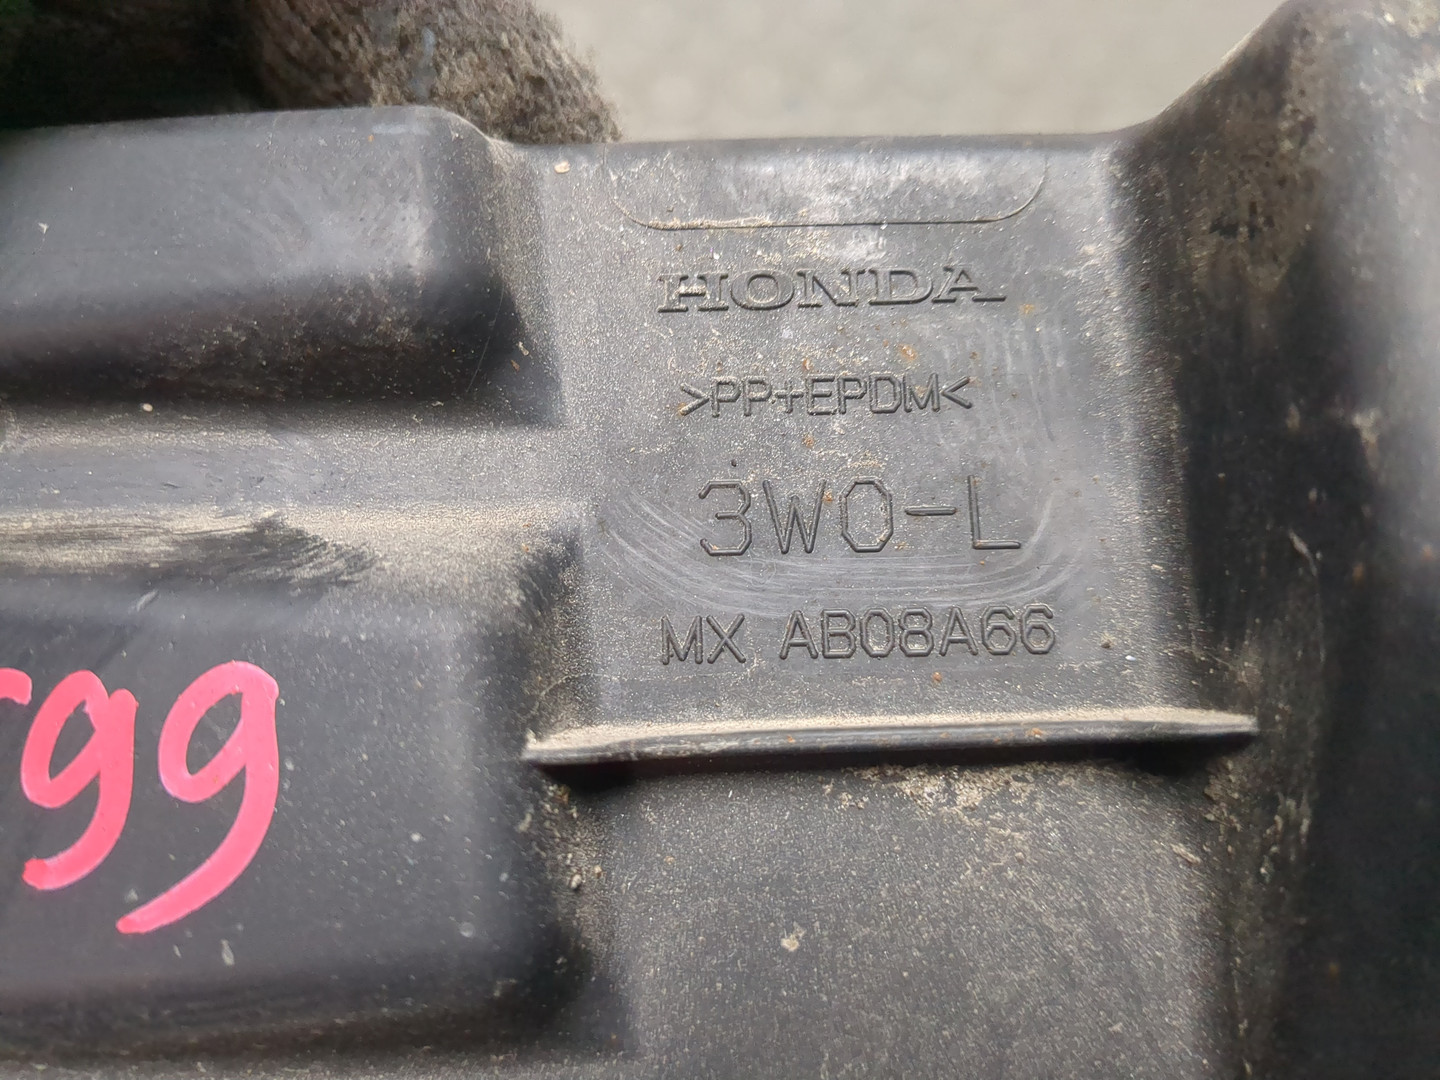 HONDA
>PP+EPDM<
3W0-L
MX AB08A66
99